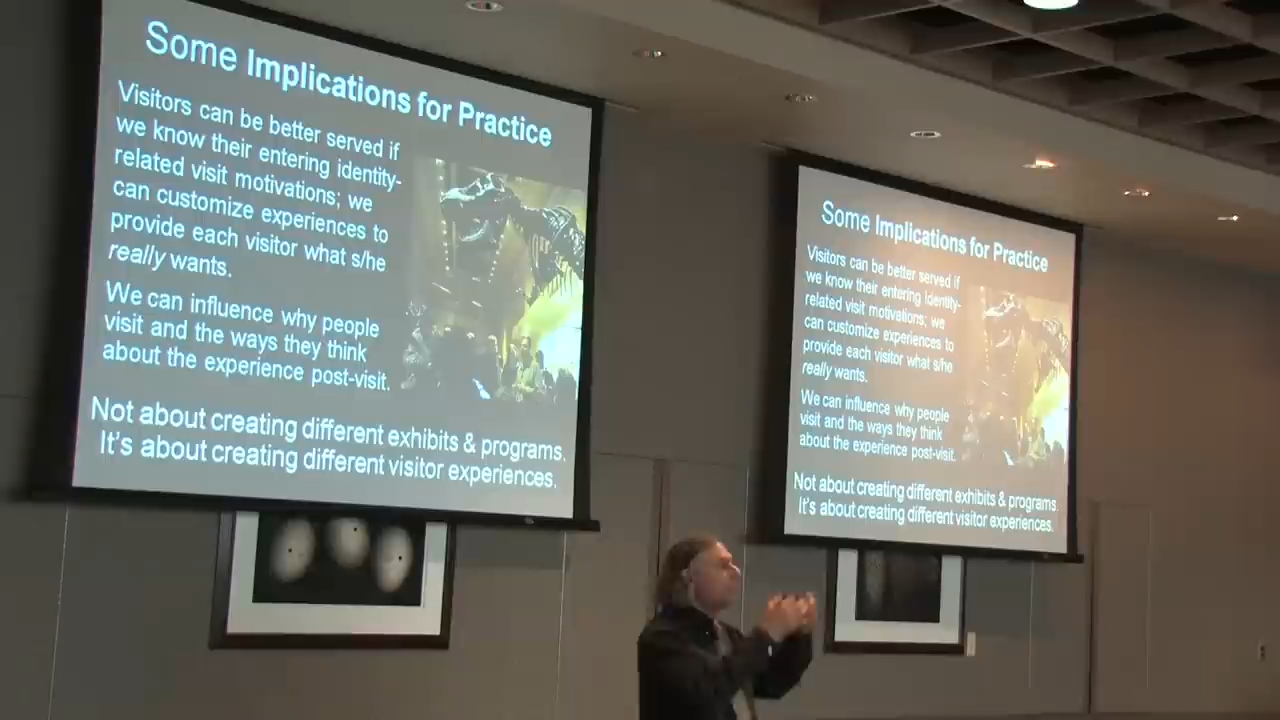 Some Implications for Practice
Visitors can be better served if
we know their entering identity-
related visit motivations; we
can customize experiences to
provide each visitor what s/he
really wants.
We can influence why people
visit and the ways they think
about the experience post-visit.
Not about creating different exhibits & programs.
It's about creating different visitor experiences.
Some Implications for Practice
Visitors can be better served if
we know their entering identity-
related visit motivations; we
can customize experiences to
provide each visitor what s/he
really wants.
We can influence why people
visit and the ways they think
about the experience post-visit.
Not about creating different exhibits & programs.
It's about creating different visitor experiences.